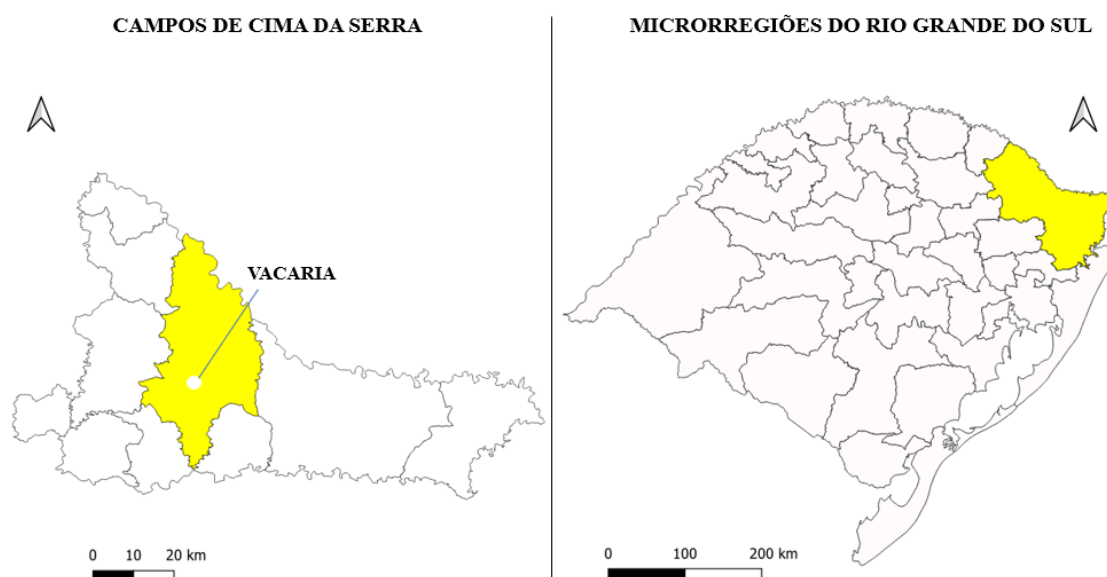 CAMPOS DE CIMA DA SERRA
VACARIA
0 10 20 km
MICRORREGIÕES DO RIO GRANDE DO SUL
0 100 200 km